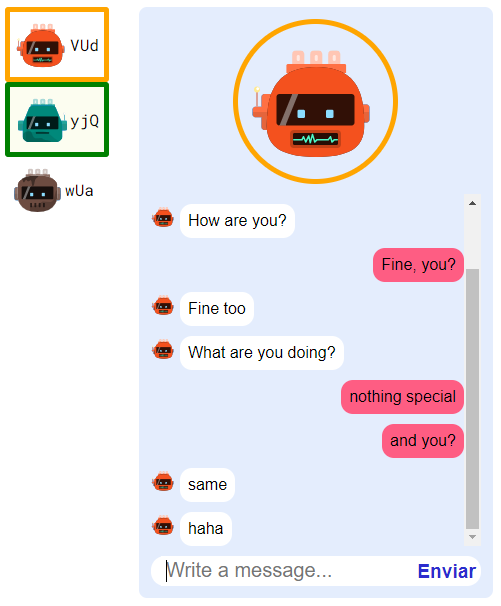 VUd
yjQ
wUa
How are you?
Fine, you?
Fine too
What are you doing?
nothing special
and you?
same
haha
Write a message...
Enviar